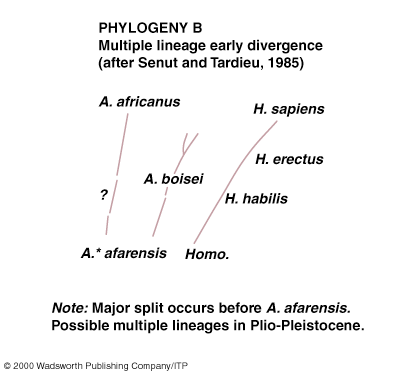 PHYLOGENY B
Multiple lineage early divergence
(after Senut and Tardieu, 1985)
A. africanus
H. sapiens
H. erectus
A. boisei
?
H. habilis
A.* afarensis
Homo.
Note: Major split occurs before A. afarensis.
Possible multiple lineages in Plio-Pleistocene.
© 2000 Wadsworth Publishing Company/ITP